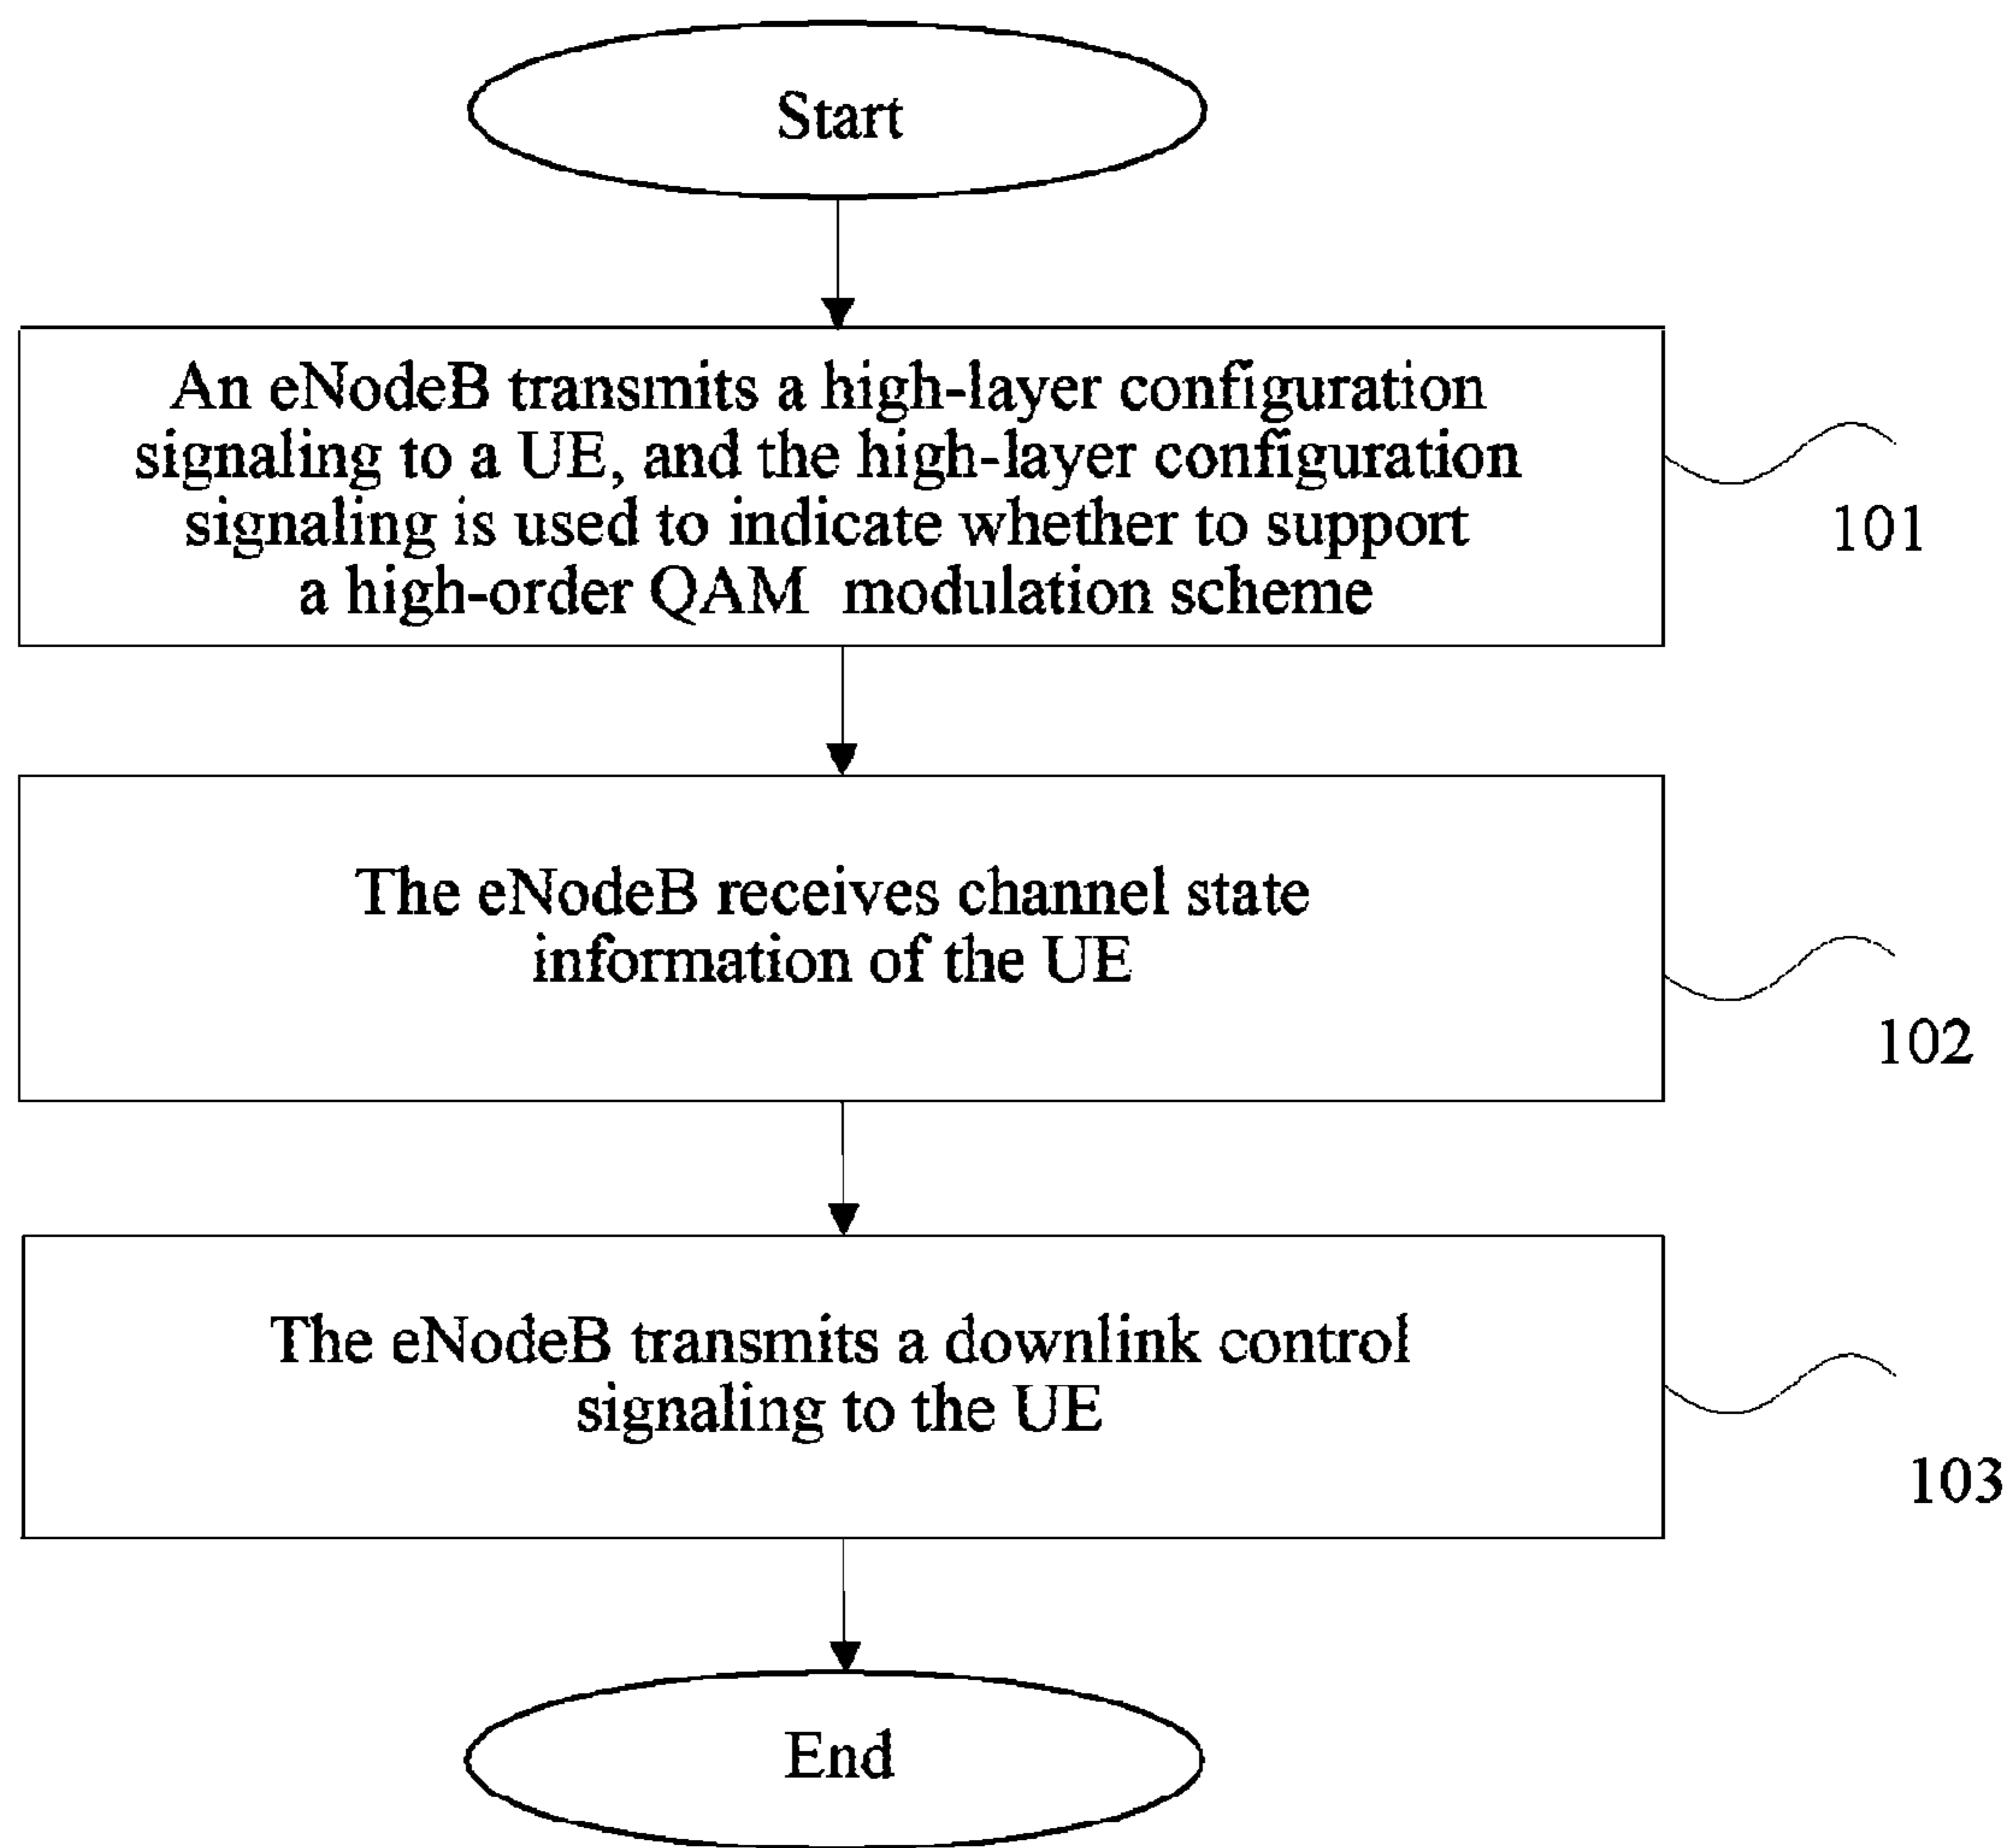 Start
An eNodeB transmits a high-layer configuration
signaling to a UE, and the high-layer configuration
signaling is used to indicate whether to support
a high-order QAM modulation scheme
101
The eNodeB receives channel state
information of the UE
102
The eNodeB transmits a downlink control
signaling to the UE
103
End